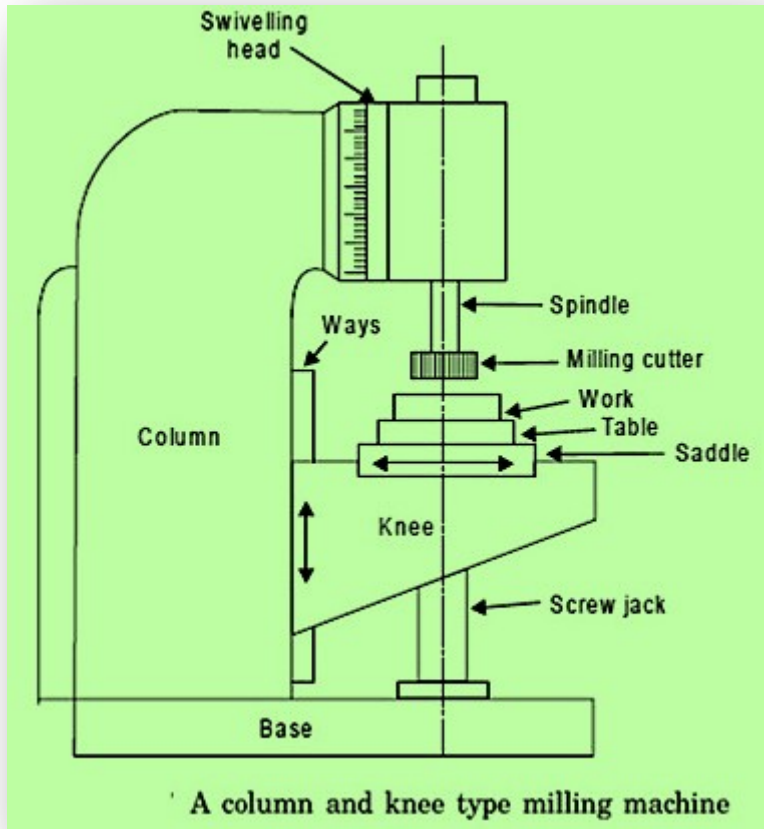 Swivelling
head
Spindle
Ways
Milling cutter
Work
Table
Column
Saddle
Knee
Screw jack
Base
A column and knee type milling machine